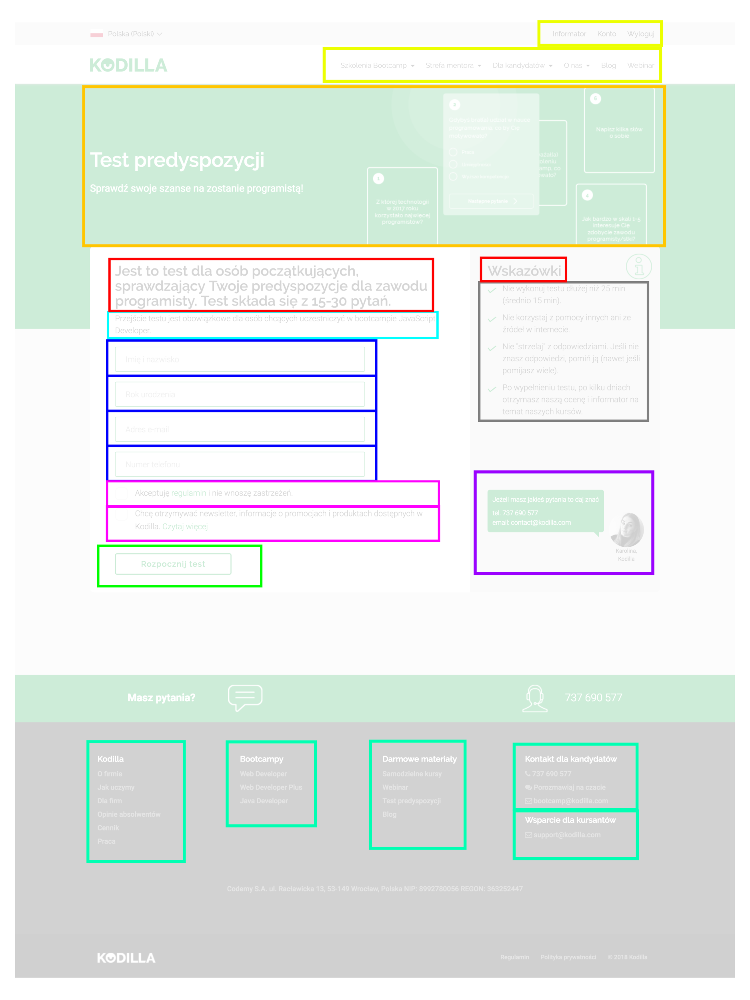 Polska (Polski)
Informator Konto Wyloguj
KODILLA
Szkolenia Bootcamp Strefa mentora Dla kandydatów O nas Blog Webinar
Test predyspozycji
Sprawdź swoje szanse na zostanie programistą!
1
Z której technologii
w 2017 roku
korzystało najwięcej
programistów?
2
Gdybyś brał(a) udział w nauce
programowania, co by Cię
motywowało?
Praca
Umiejętności
Wyższe kompetencje
Następne pytanie
oleniu
amp, co
6
Napisz kilka słów
o sobie
4
Jak bardzo w skali 1-5
interesuje Cię
zdobycie zawodu
programisty/stki?
Jest to test dla osób początkujących,
sprawdzający Twoje predyspozycje dla zawodu
programisty. Test składa się z 15-30 pytań.
Przejście testu jest obowiązkowe dla osób chcących uczestniczyć w bootcampie JavaScript
Developer.
Imię i nazwisko
Rok urodzenia
Adres e-mail
Numer telefonu
Akceptuję regulamin i nie wnoszę zastrzeżeń.
Chcę otrzymywać newsletter, informacje o promocjach i produktach dostępnych w
Kodilla. Czytaj więcej
Rozpocznij test
Wskazówki
Nie wykonuj testu dłużej niż 25 min
(średnio 15 min).
Nie korzystaj z pomocy innych ani ze
źródeł w internecie.
Nie "strzelaj" z odpowiedziami. Jeśli nie
znasz odpowiedzi, pomiń ją (nawet jeśli
pomijasz wiele).
Po wypełnieniu testu, po kilku dniach
otrzymasz naszą ocenę i informator na
temat naszych kursów.
Jeżeli masz jakieś pytania to daj znać
tel. 737 690 577
email: contact@kodilla.com
Karolina,
Kodilla
Masz pytania?
737 690 577
Kodilla
O firmie
Jak uczymy
Dla firm
Opinie absolwentów
Cennik
Praca
Bootcampy
Web Developer
Web Developer Plus
Java Developer
Darmowe materiały
Samodzielne kursy
Webinar
Test predyspozycji
Blog
Kontakt dla kandydatów
737 690 577
Porozmawiaj na czacie
bootcamp@kodilla.com
Wsparcie dla kursantów
support@kodilla.com
Codemy S.A. ul. Racławicka 13, 53-149 Wrocław, Polska NIP: 8992780056 REGON: 363252447
KODILLA
Regulamin Polityka prywatności © 2018 Kodilla